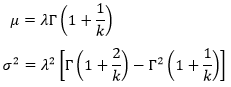 μ = λΓ(1 + 1/k)
σ² = λ²[Γ(1 + 2/k) − Γ²(1 + 1/k)]